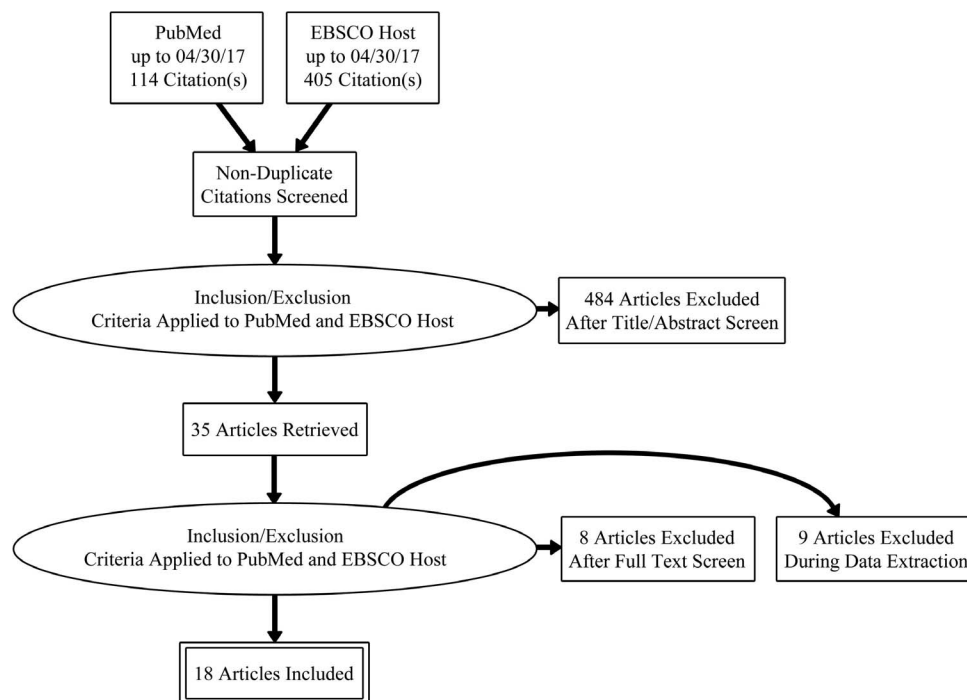 PubMed
up to 04/30/17
114 Citation(s)
EBSCO Host
up to 04/30/17
405 Citation(s)
Non-Duplicate
Citations Screened
Inclusion/Exclusion
Criteria Applied to PubMed and EBSCO Host
484 Articles Excluded
After Title/Abstract Screen
35 Articles Retrieved
Inclusion/Exclusion
Criteria Applied to PubMed and EBSCO Host
8 Articles Excluded
After Full Text Screen
9 Articles Excluded
During Data Extraction
18 Articles Included